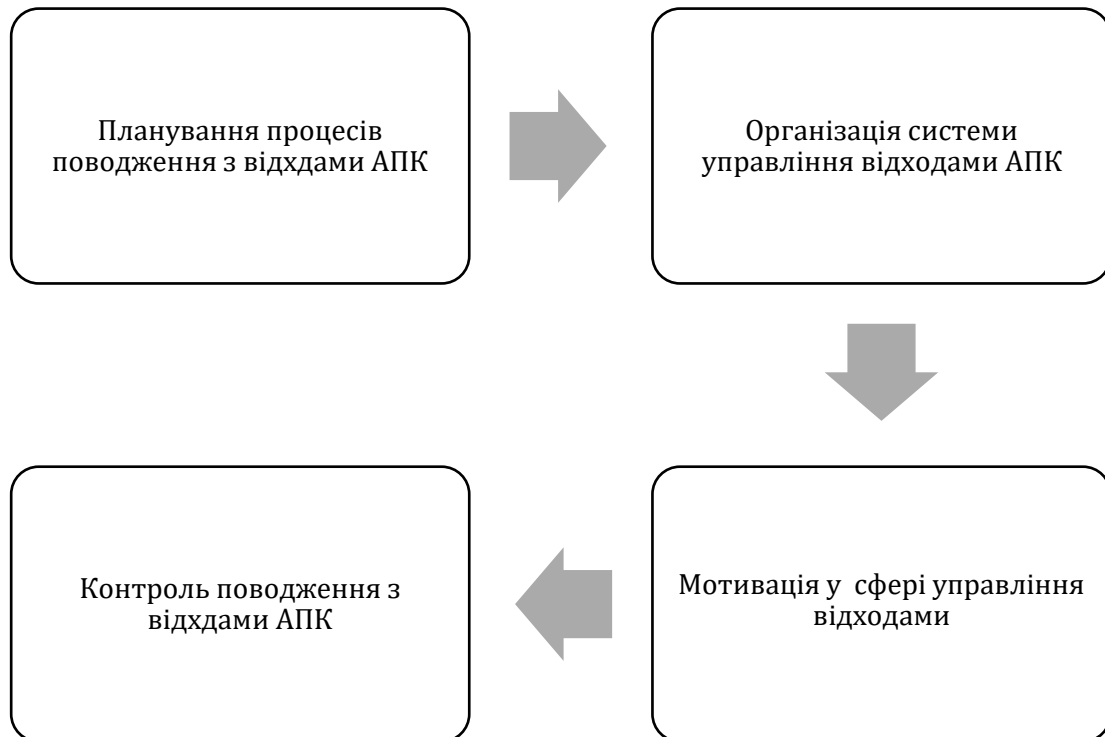 Планування процесів
поводження з відхдами АПК
Організація системи
управління відходами АПК
Мотивація у  сфері управління
відходами
Контроль поводження з
відхдами АПК